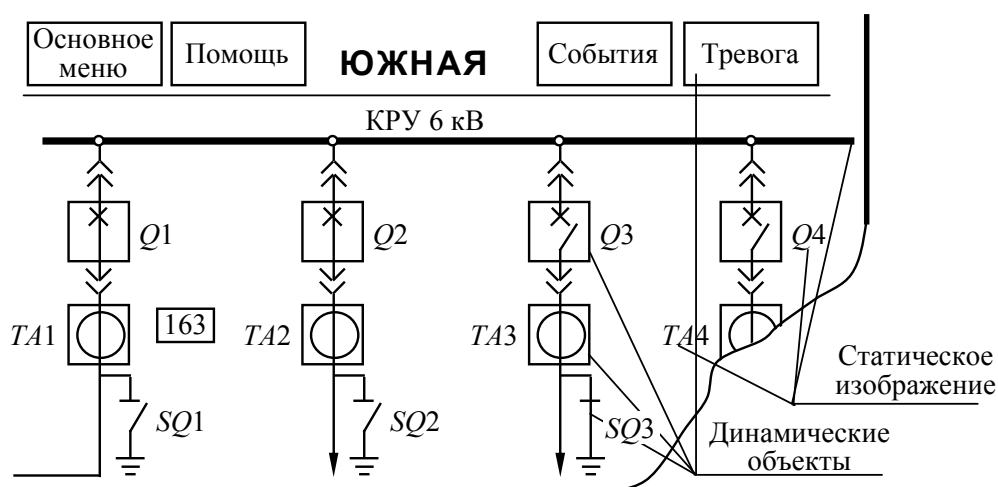 Основное
меню
Помощь
ЮЖНАЯ
События
Тревога
КРУ 6 кВ
Q1
Q2
Q3
Q4
TA1
163
TA2
TA3
TA4
Статическое
изображение
SQ1
SQ2
SQ3
Динамические
объекты